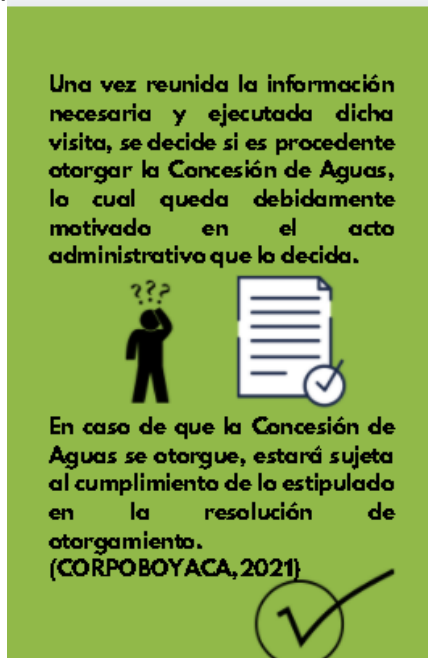 Una vez reunida la información
necesaria y ejecutada dicha
visita, se decide si es procedente
otorgar la Concesión de Aguas,
lo cual queda debidamente
motivado en el acto
administrativo que lo decida.
???
En caso de que la Concesión de
Aguas se otorgue, estará sujeta
al cumplimiento de lo estipulado
en la resolución de
otorgamiento.
(CORPOBOYACA,2021)